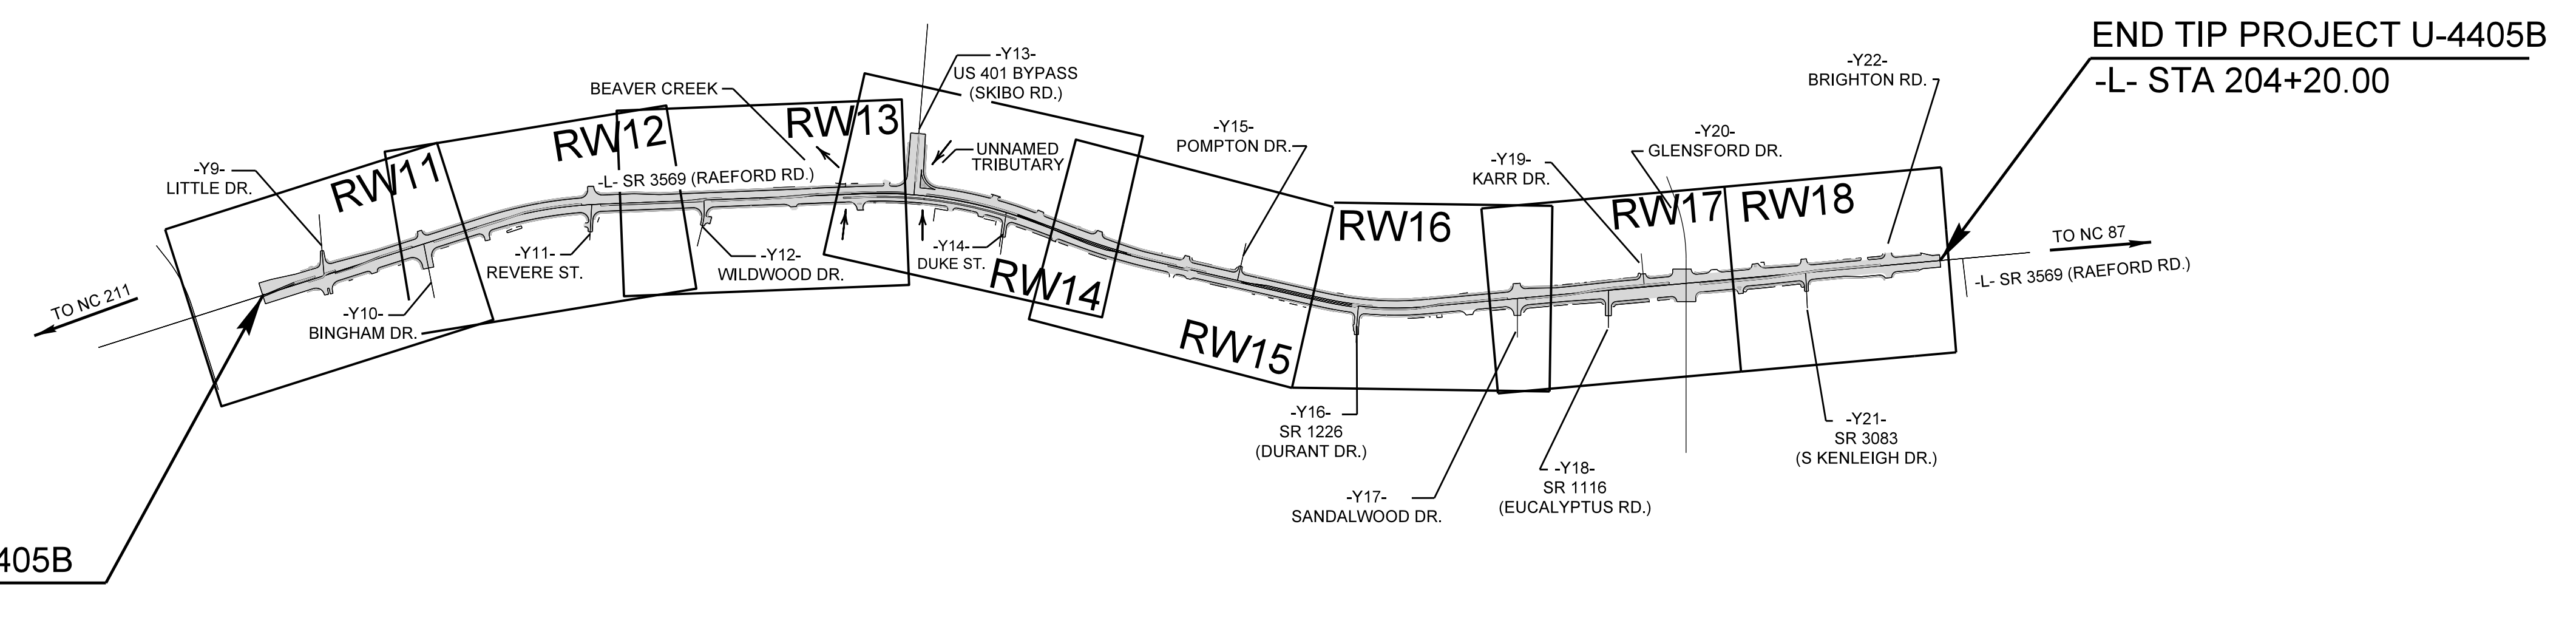 END TIP PROJECT U-4405B
-L- STA 204+20.00
-Y13-
US 401 BYPASS
(SKIBO RD.)
BEAVER CREEK
-Y22-
BRIGHTON RD.
-Y9-
LITTLE DR.
RW11
RW12
RW13
-L- SR 3569 (RAEFORD RD.)
UNNAMED
TRIBUTARY
-Y15-
POMPTON DR.
-Y19-
KARR DR.
-Y20-
GLENSFORD DR.
RW16
RW17
RW18
TO NC 87
-L- SR 3569 (RAEFORD RD.)
TO NC 211
-Y10-
BINGHAM DR.
-Y11-
REVERE ST.
-Y12-
WILDWOOD DR.
-Y14-
DUKE ST.
RW14
RW15
-Y16-
SR 1226
(DURANT DR.)
-Y17-
SANDALWOOD DR.
-Y18-
SR 1116
(EUCALYPTUS RD.)
-Y21-
SR 3083
(S KENLEIGH DR.)
405B